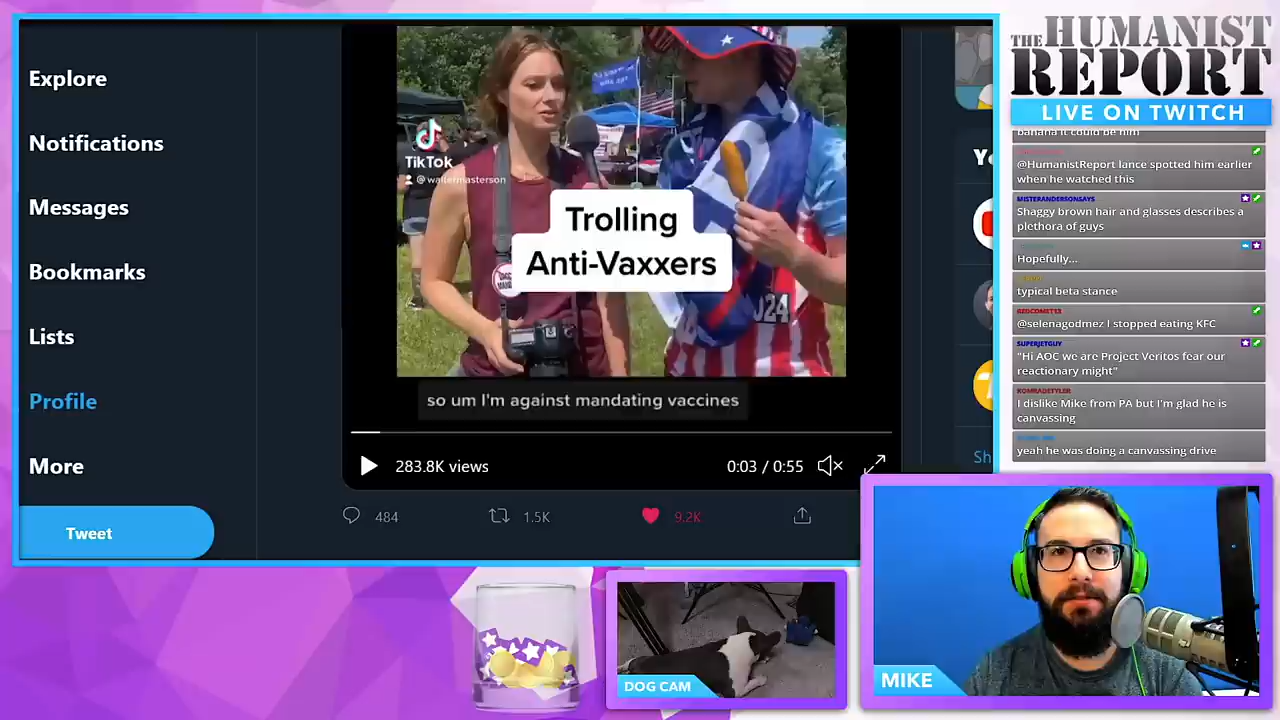 Explore
Notifications
Messages
Bookmarks
Lists
Profile
More
Tweet
TikTok
@waltermasterson
Trolling
Anti-Vaxxers
so um I'm against mandating vaccines
283.8K views
0:03 / 0:55
484
1.5K
9.2K
Sh
THE HUMANIST
REPORT
LIVE ON TWITCH
banana it could be him
@HumanistReport lance spotted him earlier
when he watched this
MISTERANDERSONSAYS
Shaggy brown hair and glasses describes a
plethora of guys
Hopefully...
typical beta stance
@selenagodmez I stopped eating KFC
SUPERJETGUY
"Hi AOC we are Project Veritos fear our
reactionary might"
KOMRADETYLER
I dislike Mike from PA but I'm glad he is
canvassing
yeah he was doing a canvassing drive
DOG CAM
MIKE